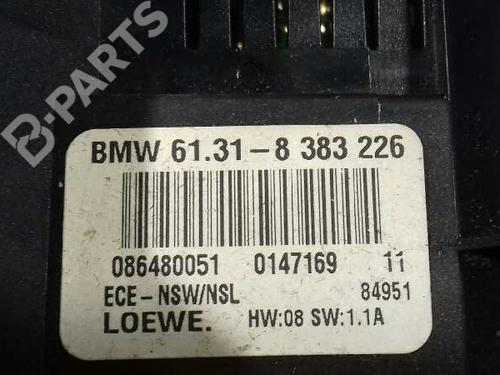 B-PARTS
BMW 61.31-8 383 226
086480051 0147169 11
ECE-NSW/NSL 84951
LOEWE. HW:08 SW:1.1A